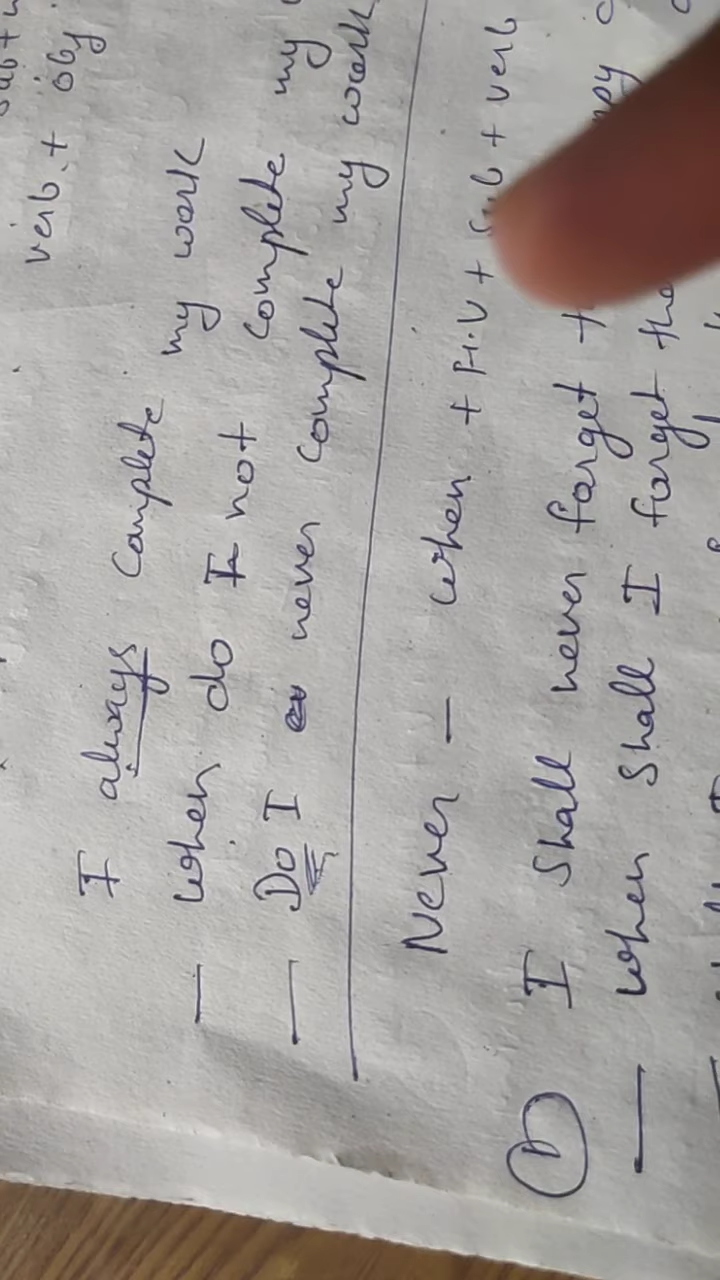 verb + obj
I always complete my work
— when do I not complete my
— Do I never complete my work
Never — when + H.V + Sub + verb
I shall never forget
— when shall I forget the